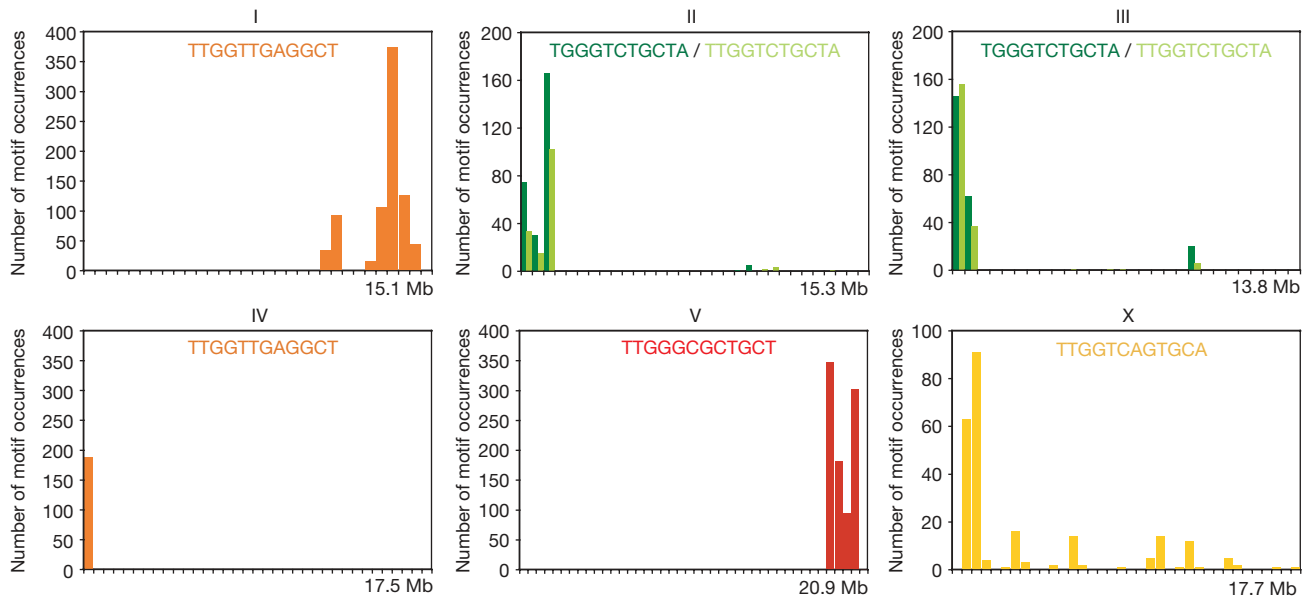 I
Number of motif occurrences
400
350
300
250
200
150
100
50
0
TTGGTTGAGGCT
15.1 Mb
II
Number of motif occurrences
200
160
120
80
40
0
TGGGTCTGCTA / TTGGTCTGCTA
15.3 Mb
III
Number of motif occurrences
200
160
120
80
40
0
TGGGTCTGCTA / TTGGTCTGCTA
13.8 Mb
IV
Number of motif occurrences
400
350
300
250
200
150
100
50
0
TTGGTTGAGGCT
17.5 Mb
V
Number of motif occurrences
400
350
300
250
200
150
100
50
0
TTGGGCGCTGCT
20.9 Mb
X
Number of motif occurrences
100
80
60
40
20
0
TTGGTCAGTGCA
17.7 Mb